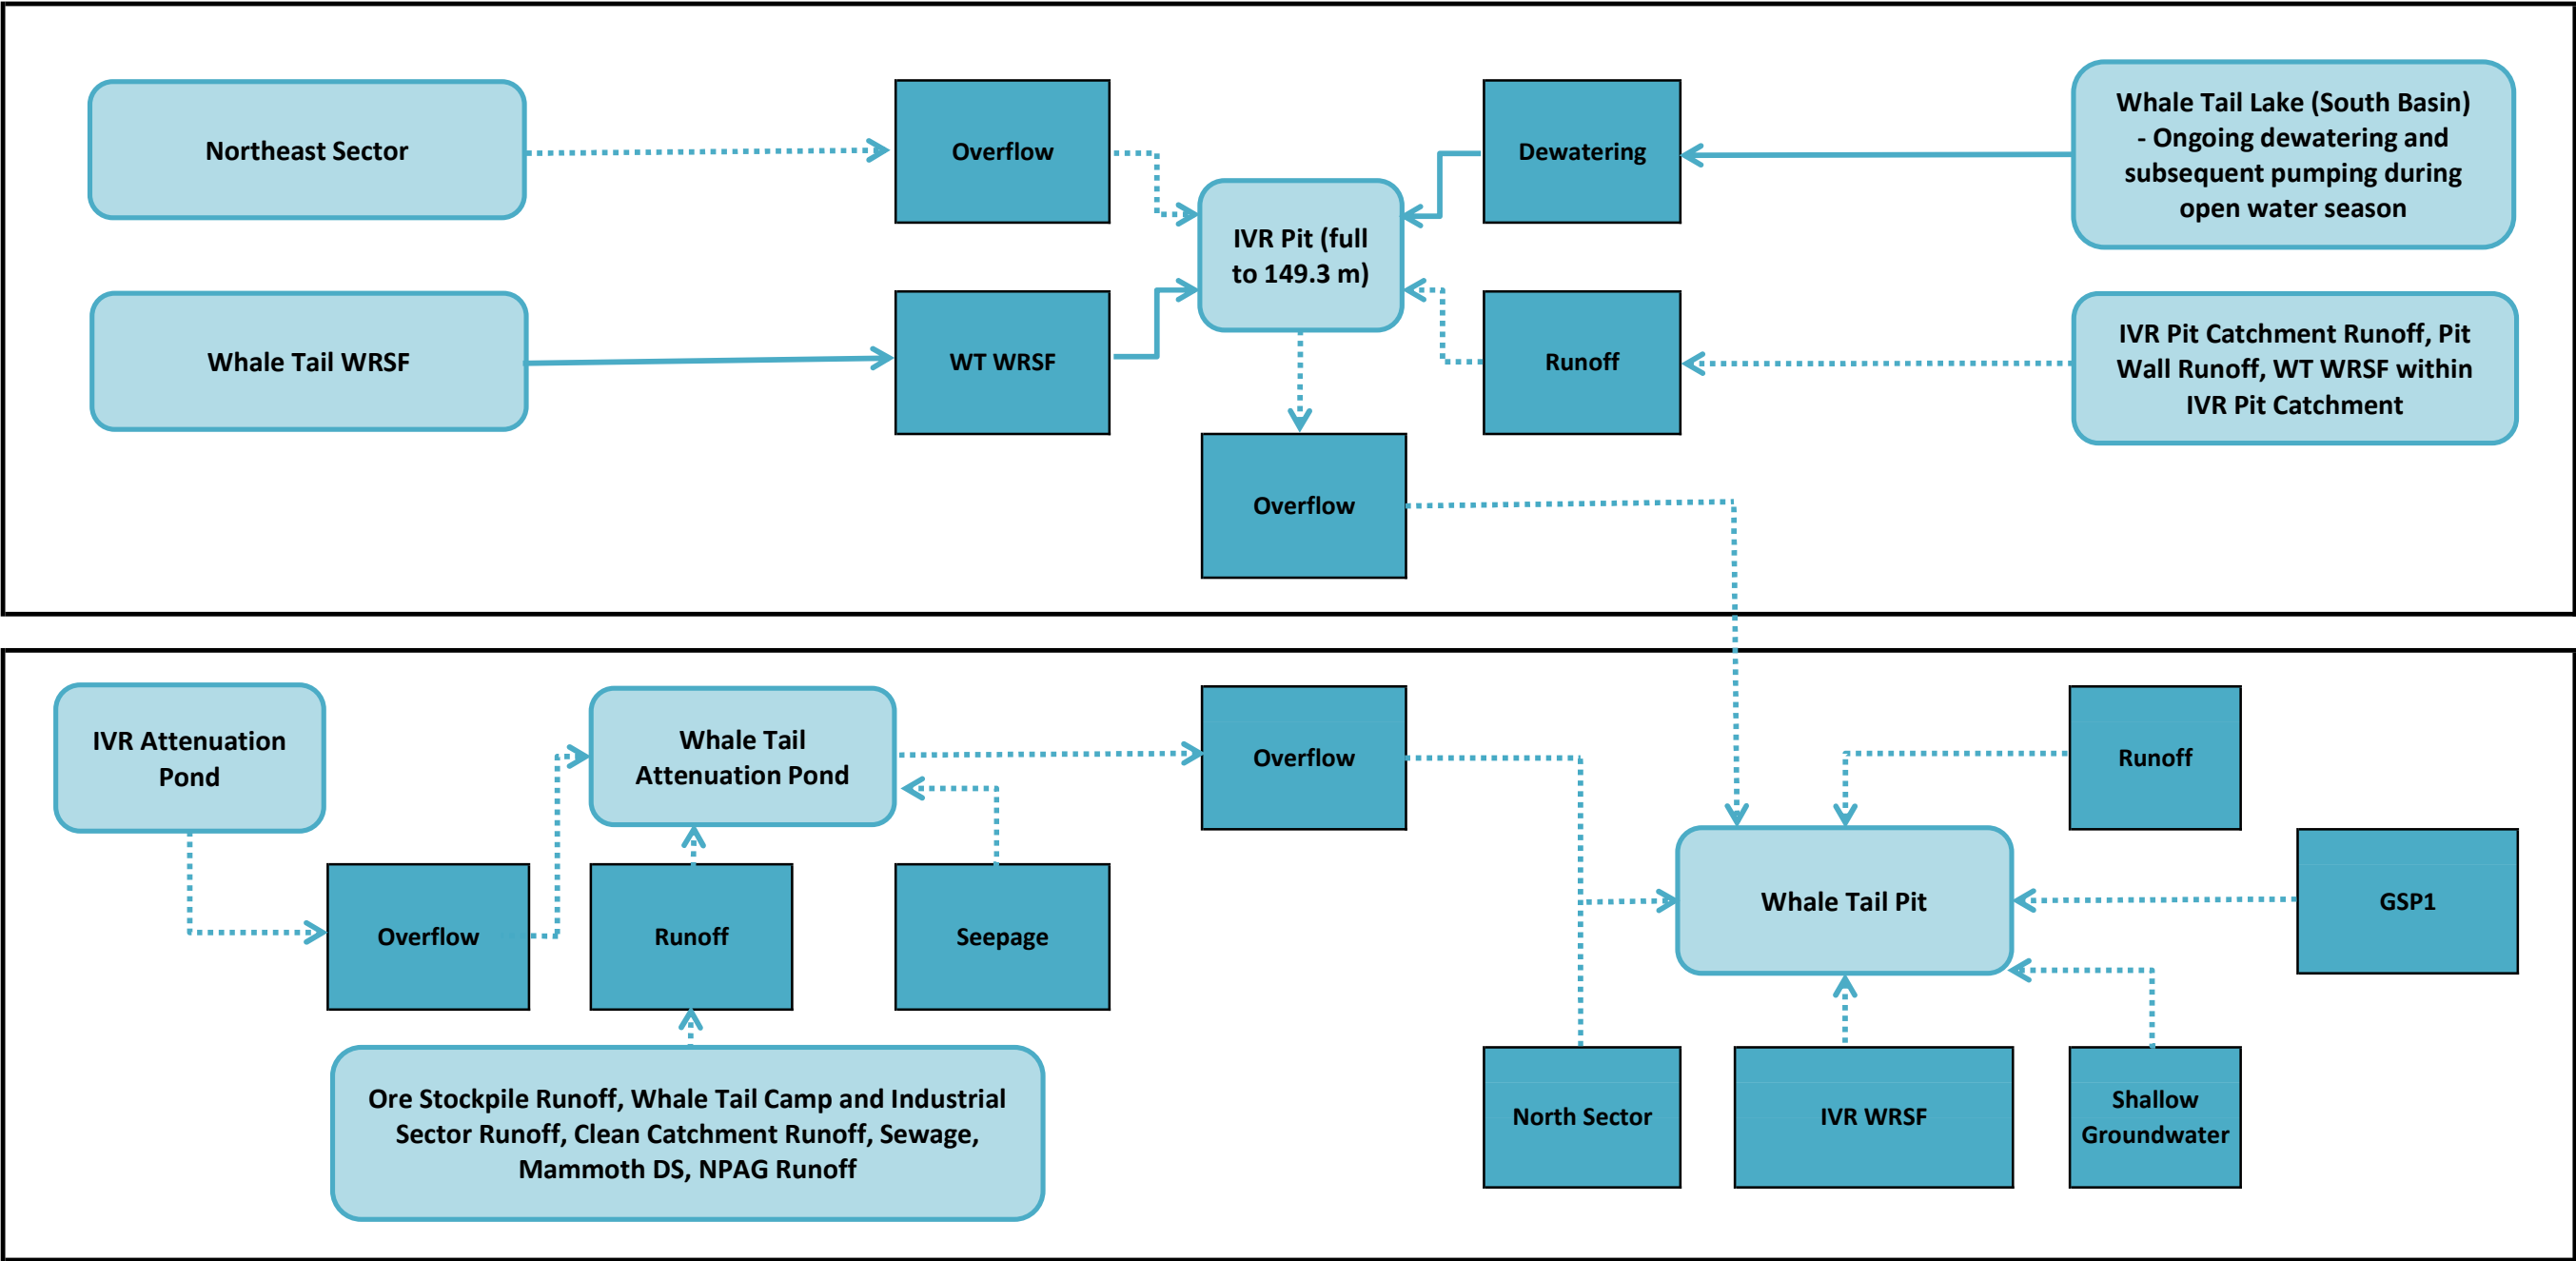 Northeast Sector
Overflow
Dewatering
Whale Tail Lake (South Basin)
- Ongoing dewatering and
subsequent pumping during
open water season
IVR Pit (full
to 149.3 m)
Whale Tail WRSF
WT WRSF
Runoff
IVR Pit Catchment Runoff, Pit
Wall Runoff, WT WRSF within
IVR Pit Catchment
Overflow
IVR Attenuation
Pond
Whale Tail
Attenuation Pond
Overflow
Runoff
Overflow
Runoff
Seepage
Whale Tail Pit
GSP1
Ore Stockpile Runoff, Whale Tail Camp and Industrial
Sector Runoff, Clean Catchment Runoff, Sewage,
Mammoth DS, NPAG Runoff
North Sector
IVR WRSF
Shallow
Groundwater